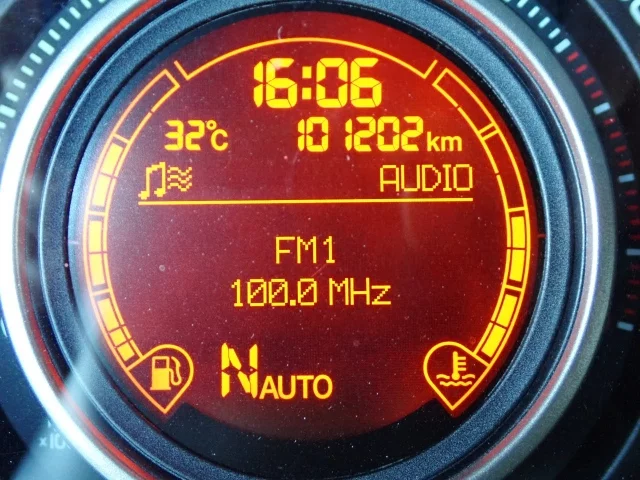 16:06
32°C 101202 km
AUDIO
FM1
100.0 MHz
N AUTO